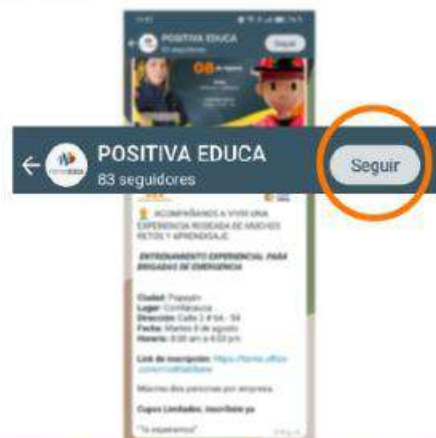 POSITIVA EDUCA
Seguir
← POSITIVA EDUCA
83 seguidores
Seguir
ACOMPÁÑANOS A VIVIR UNA
EXPERIENCIA RODEADA DE MUCHOS
RETOS Y APRENDIZAJE
ENTRENAMIENTO EXPERIENCIAL PARA
BRIGADAS DE EMERGENCIA
Ciudad: Popayán
Lugar: Comfacauca
Fecha: Martes 8 de agosto
Link de inscripción:
Máximo dos personas por empresa.
Cupos Limitados, inscríbete ya
"Te esperamos"